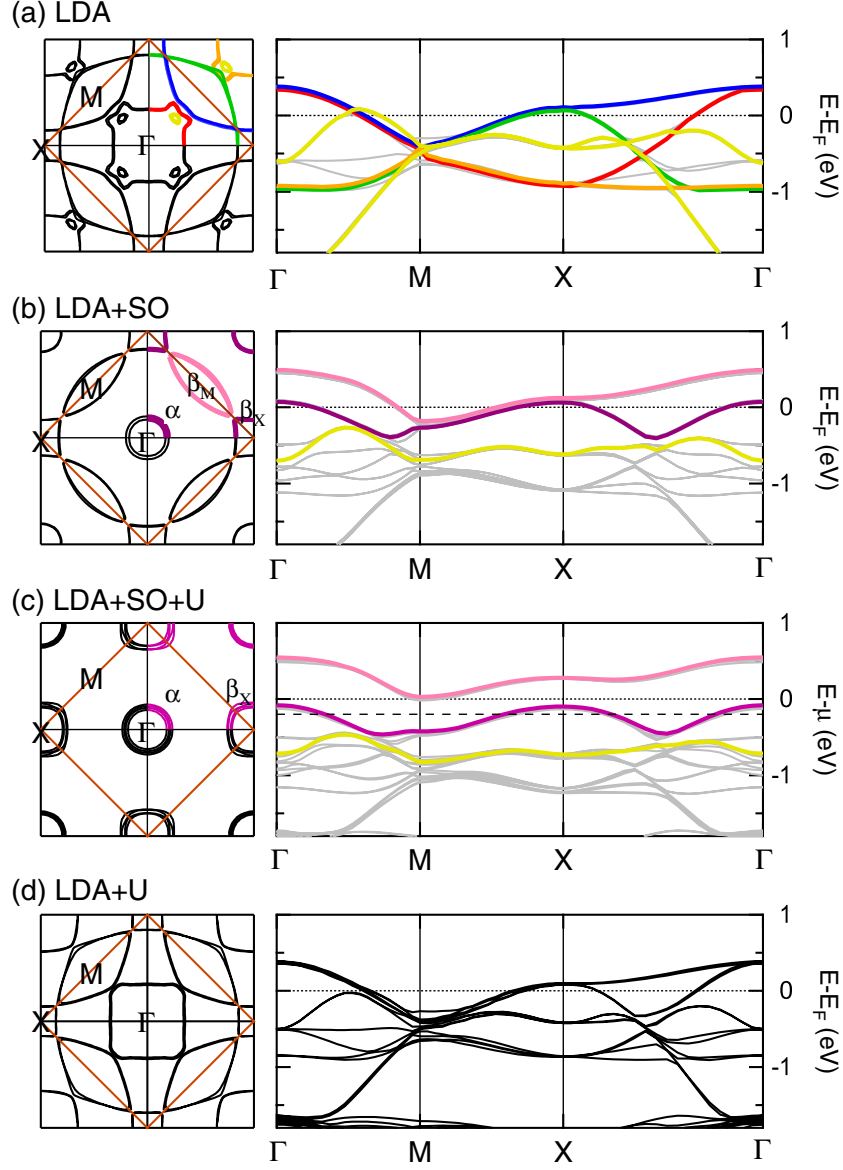 (a) LDA
M
X
Γ
1
0
-1
E-E_F (eV)
Γ M X Γ
(b) LDA+SO
M
β_M
α
β_X
X
Γ
1
0
-1
E-E_F (eV)
Γ M X Γ
(c) LDA+SO+U
M
α
β_X
X
Γ
1
0
-1
E-μ (eV)
Γ M X Γ
(d) LDA+U
M
X
Γ
1
0
-1
E-E_F (eV)
Γ M X Γ